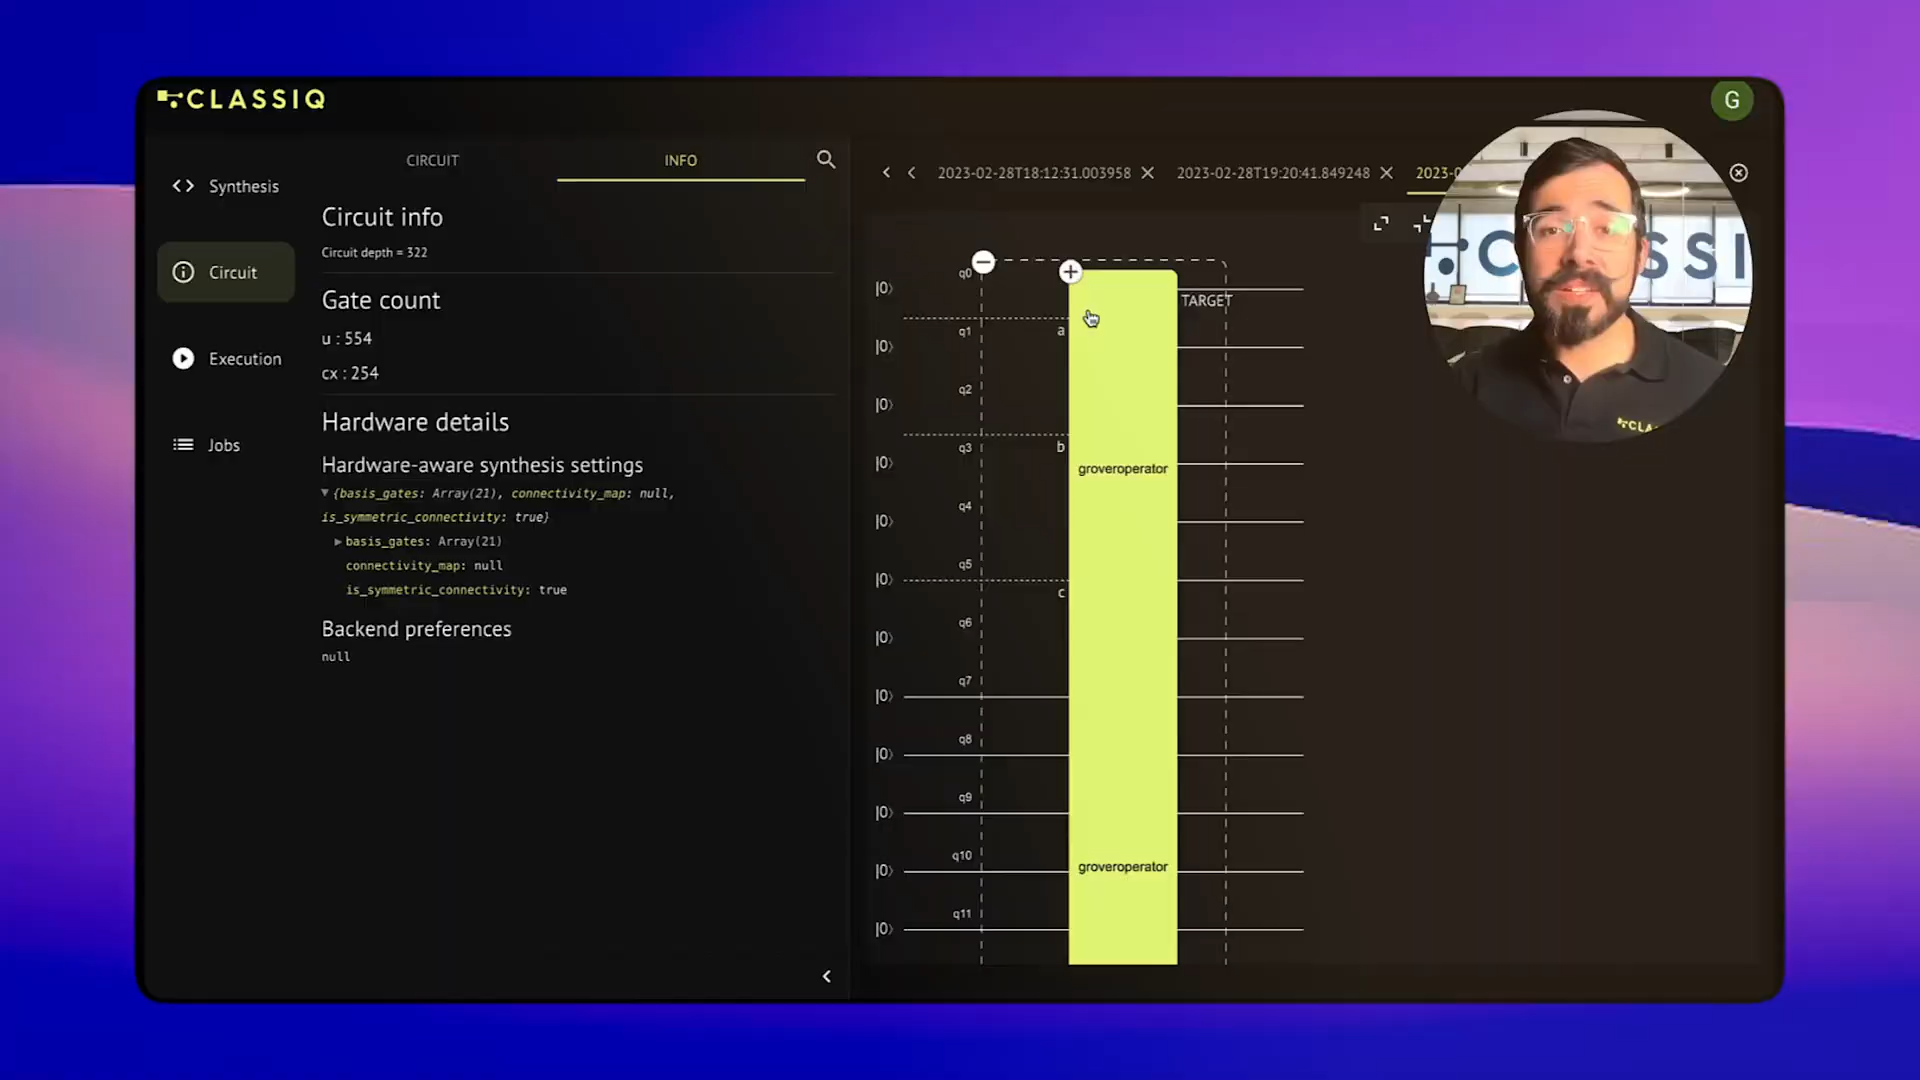 CLASSIQ
G
Synthesis
Circuit
Execution
Jobs
CIRCUIT
INFO
Circuit info
Circuit depth = 322
Gate count
u : 554
cx : 254
Hardware details
Hardware-aware synthesis settings
▼{basis_gates: Array(21), connectivity_map: null,
is_symmetric_connectivity: true}
▶basis_gates: Array(21)
connectivity_map: null
is_symmetric_connectivity: true
Backend preferences
null
2023-02-28T18:12:31.003958
2023-02-28T19:20:41.849248
2023-0
|0⟩ q0
TARGET
|0⟩ q1 a
|0⟩ q2
|0⟩ q3 b
groveroperator
|0⟩ q4
|0⟩ q5
c
|0⟩ q6
|0⟩ q7
|0⟩ q8
|0⟩ q9
|0⟩ q10
groveroperator
|0⟩ q11
CLASSI
CLA